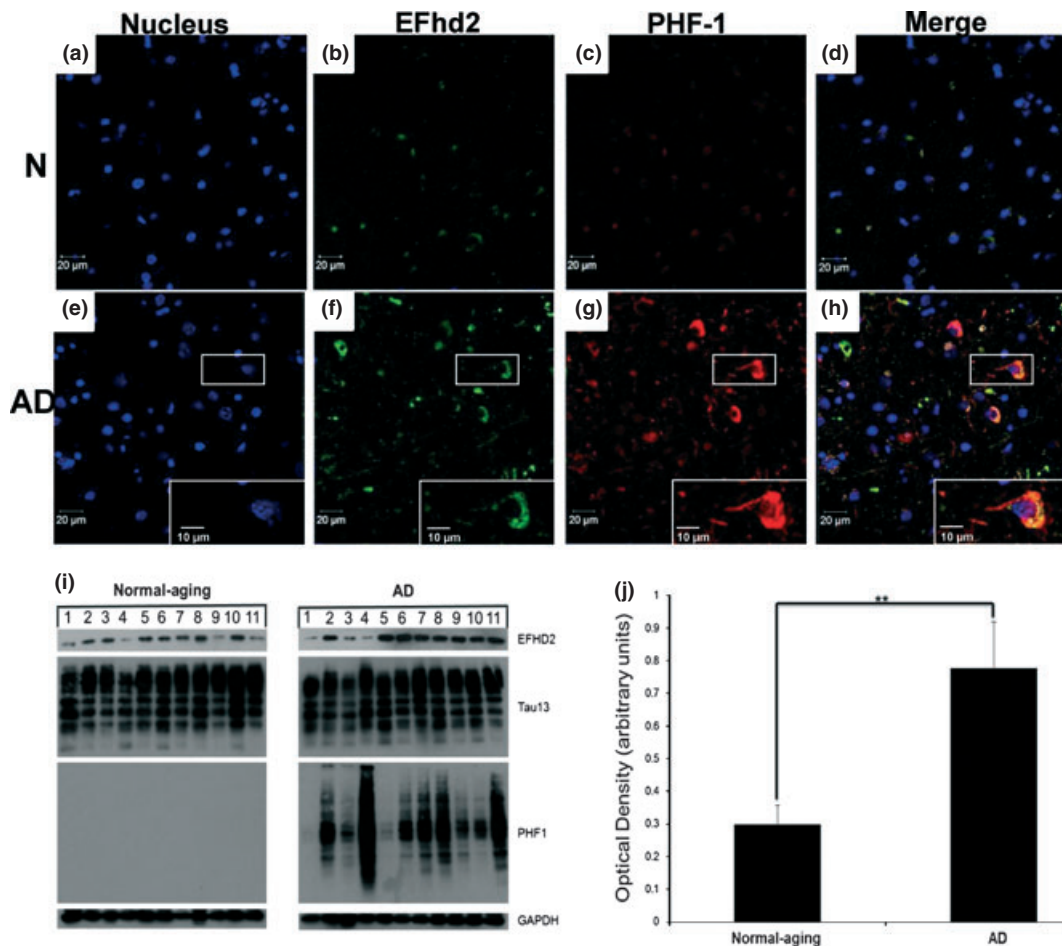 Nucleus EFhd2 PHF-1 Merge
(a) (b) (c) (d)
N
20 µm 20 µm 20 µm 20 µm
(e) (f) (g) (h)
AD
20 µm 10 µm 20 µm 10 µm 20 µm 10 µm 20 µm 10 µm
(i)
Normal-aging AD
1 2 3 4 5 6 7 8 9 10 11 1 2 3 4 5 6 7 8 9 10 11
EFHD2
Tau13
PHF1
GAPDH
(j)
Optical Density (arbitrary units)
1
0.9
0.8
0.7
0.6
0.5
0.4
0.3
0.2
0.1
0
**
Normal-aging AD